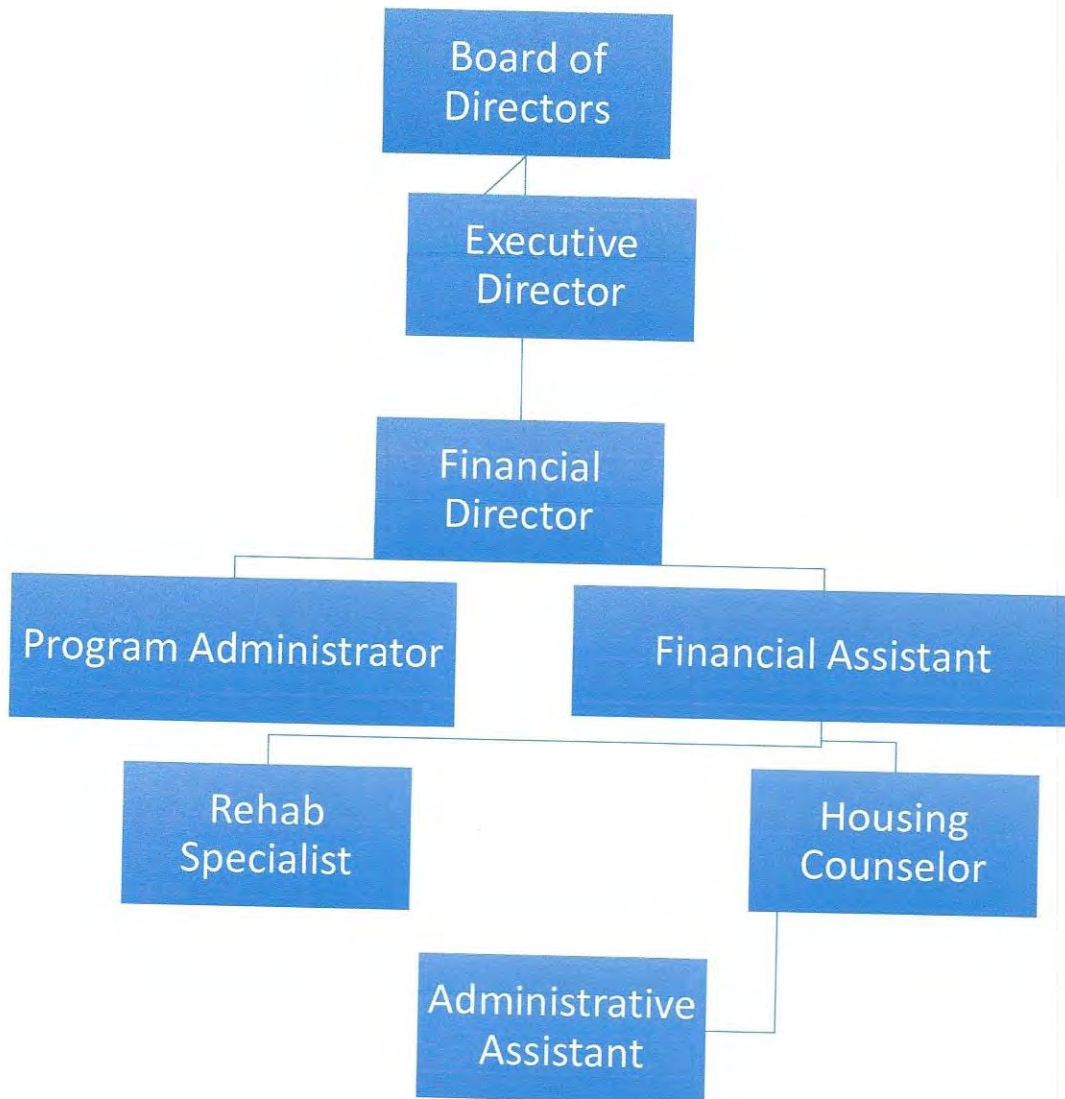 Board of
Directors
Executive
Director
Financial
Director
Program Administrator
Financial Assistant
Rehab
Specialist
Housing
Counselor
Administrative
Assistant